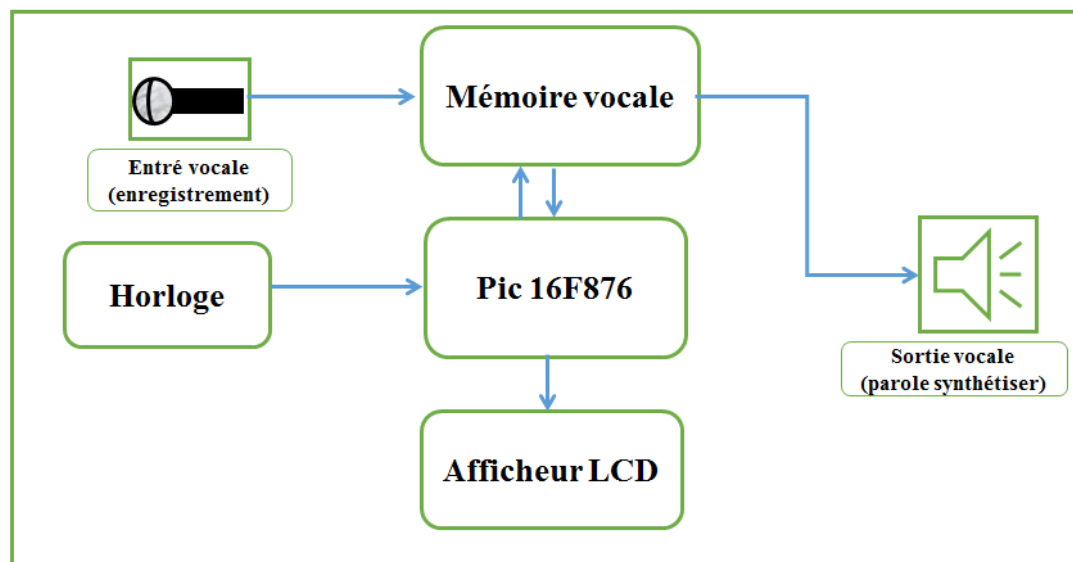 Mémoire vocale
Entré vocale
(enregistrement)
Horloge
Pic 16F876
Sortie vocale
(parole synthétiser)
Afficheur LCD